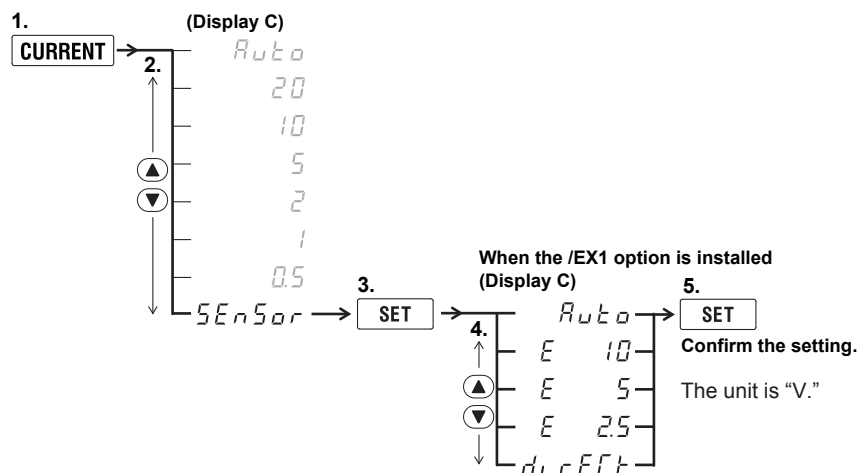 1.
(Display C)
CURRENT
2.
Auto
20
10
5
2
1
0.5
SEnSor
3.
SET
When the /EX1 option is installed
(Display C)
4.
Auto
E 10
E 5
E 2.5
dirECt
5.
SET
Confirm the setting.
The unit is “V.”